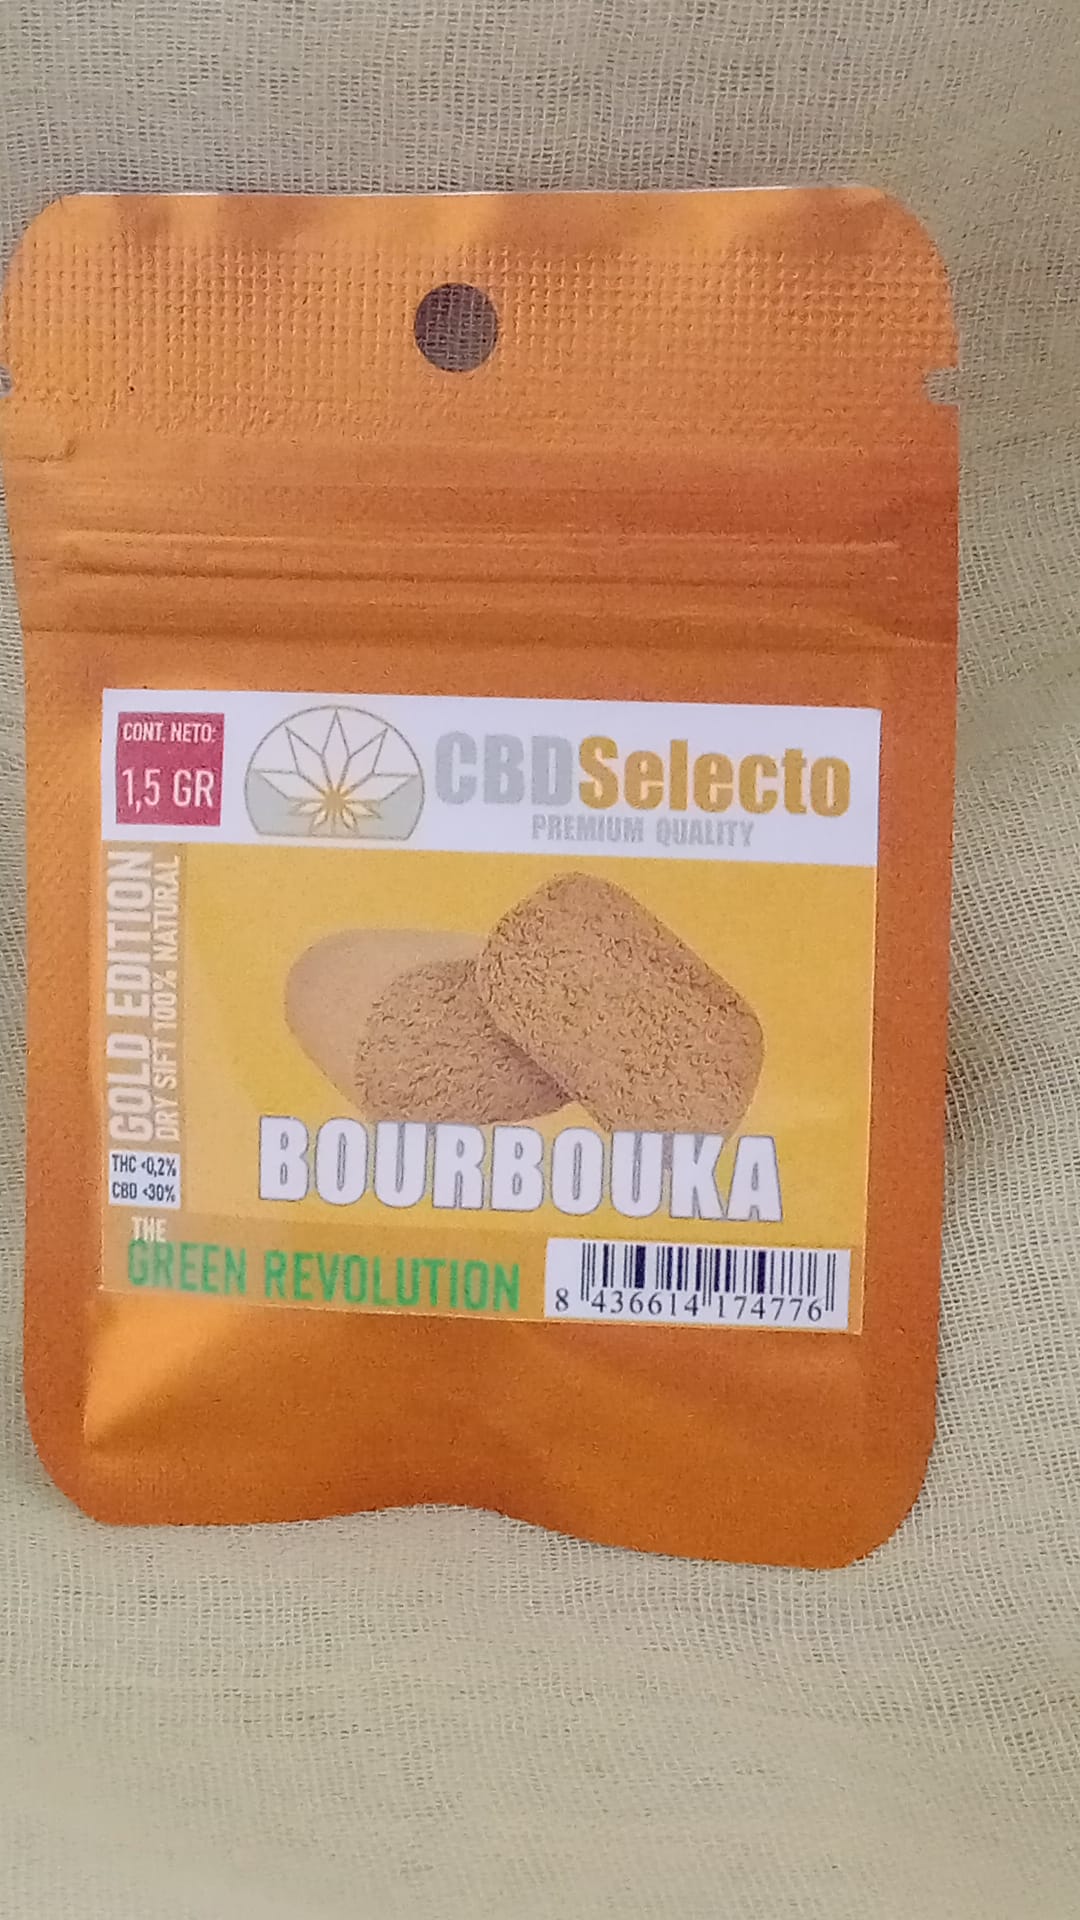 CONT. NETO:
1,5 GR
CBDSelecto
PREMIUM QUALITY
GOLD EDITION
DRY SIFT 100% NATURAL
THC <0,2%
CBD <30%
BOURBOUKA
THE
GREEN REVOLUTION
8 436614 174776